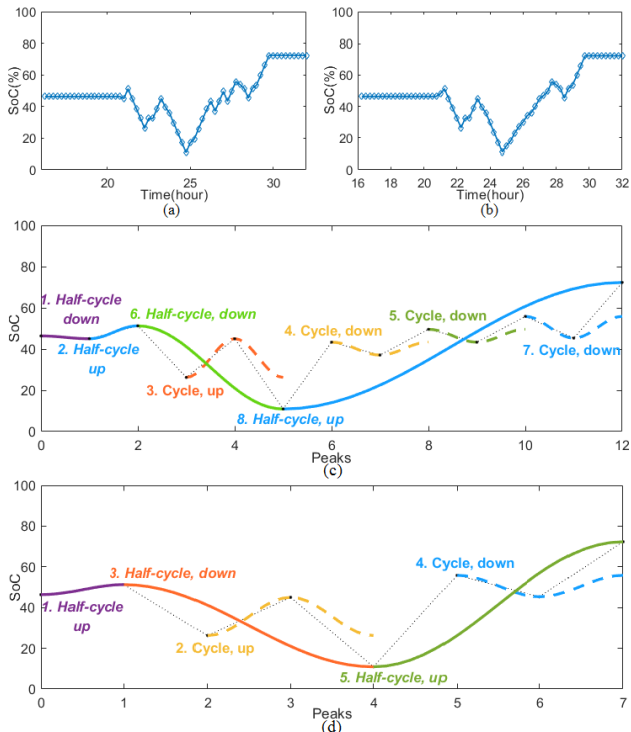 100
80
60
40
20
0
SoC(%)
20
25
30
Time(hour)
(a)
100
80
60
40
20
0
SoC(%)
16 18 20 22 24 26 28 30 32
Time(hour)
(b)
100
80
60
40
20
0
SoC
1. Half-cycle
down
2. Half-cycle
up
6. Half-cycle, down
3. Cycle, up
4. Cycle, down
5. Cycle, down
7. Cycle, down
8. Half-cycle, up
0 2 4 6 8 10 12
Peaks
(c)
100
80
60
40
20
0
SoC
1. Half-cycle
up
3. Half-cycle, down
2. Cycle, up
4. Cycle, down
5. Half-cycle, up
0 1 2 3 4 5 6 7
Peaks
(d)